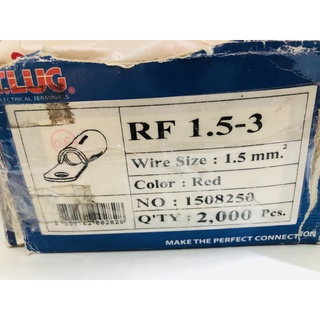 T.LUG
ELECTRICAL TERMINALS
RF 1.5-3
Wire Size : 1.5 mm.²
Color : Red
NO : 1508250
Q'TY : 2,000 Pcs.
MAKE THE PERFECT CONNECTION